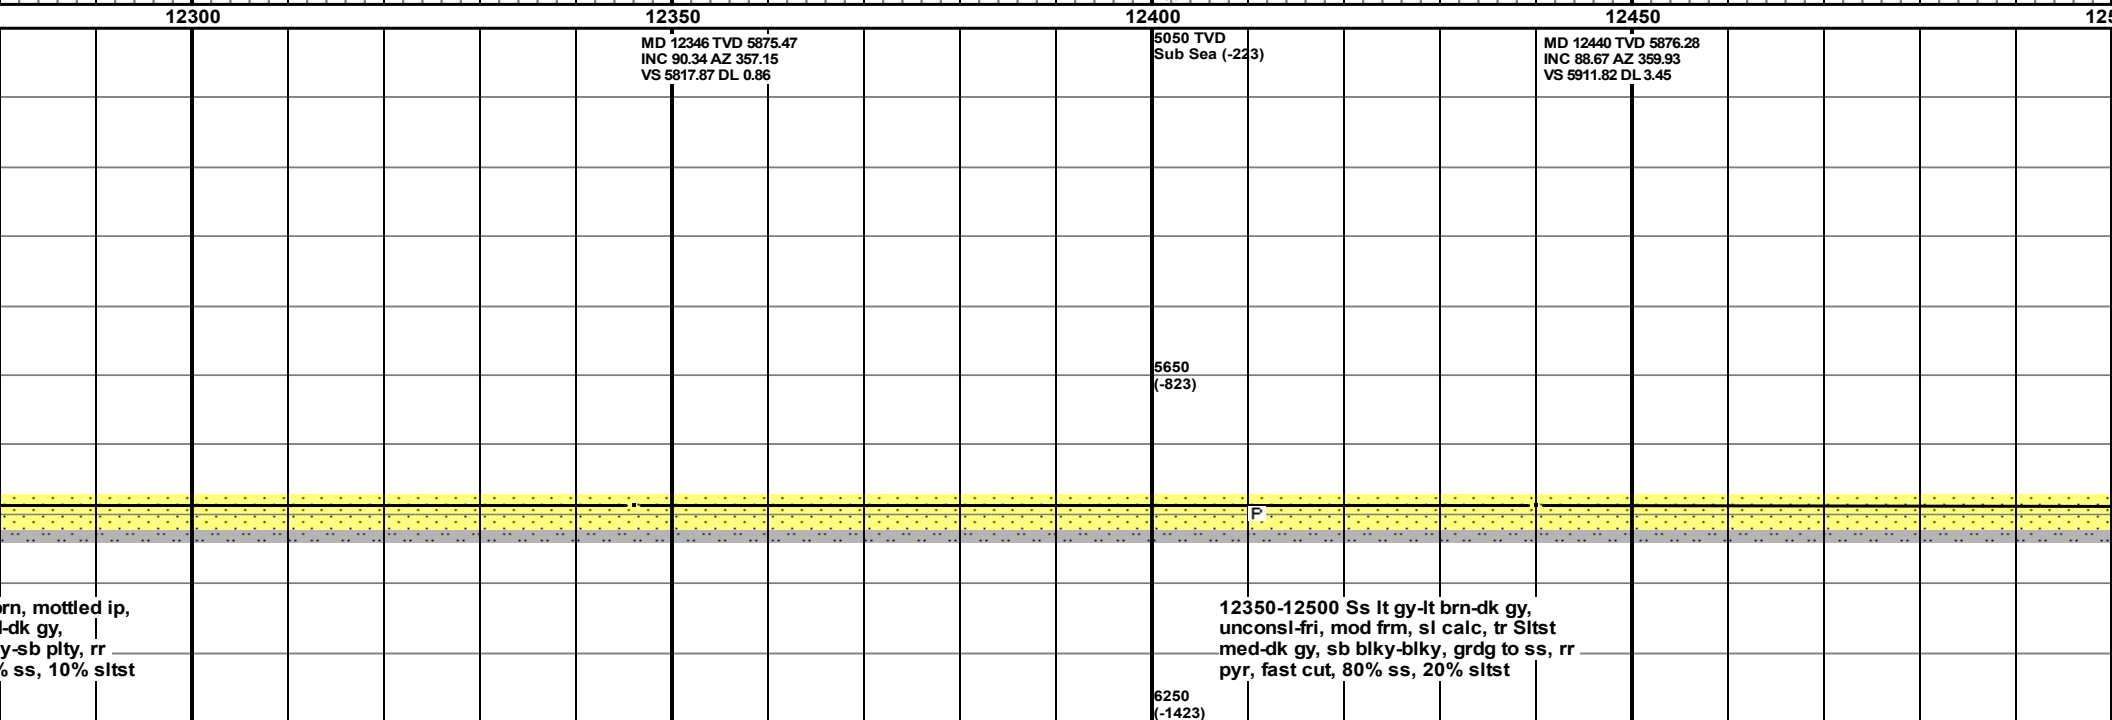 12300 12350 12400 12450
MD 12346 TVD 5875.47
INC 90.34 AZ 357.15
VS 5817.87 DL 0.86
5050 TVD
Sub Sea (-223)
MD 12440 TVD 5876.28
INC 88.67 AZ 359.93
VS 5911.82 DL 3.45
5650
(-823)
P
mottled ip,
-dk gy,
y-sb plty, rr
% ss, 10% sltst
12350-12500 Ss lt gy-lt brn-dk gy,
unconsl-fri, mod frm, sl calc, tr Sltst
med-dk gy, sb blky-blky, grdg to ss, rr
pyr, fast cut, 80% ss, 20% sltst
6250
(-1423)